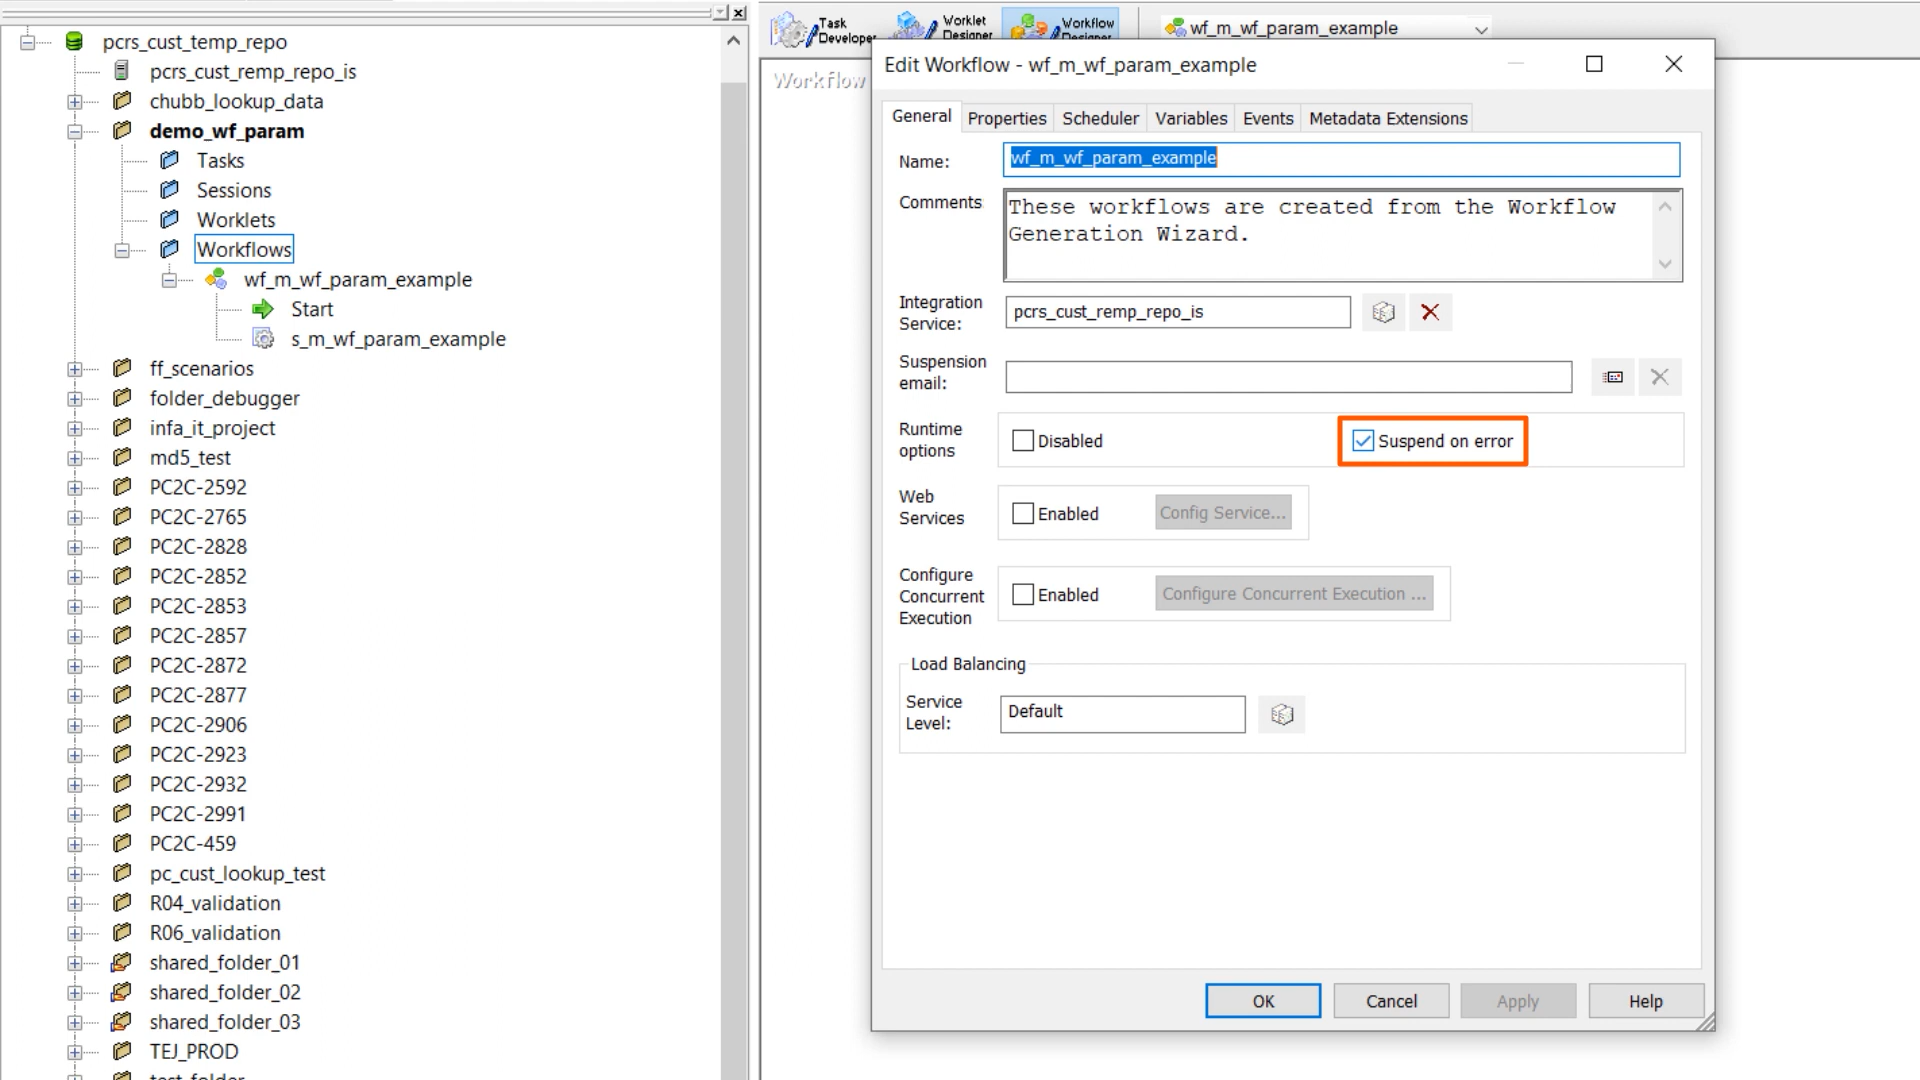 pcrs_cust_temp_repo
pcrs_cust_remp_repo_is
chubb_lookup_data
demo_wf_param
Tasks
Sessions
Worklets
Workflows
wf_m_wf_param_example
Start
s_m_wf_param_example
ff_scenarios
folder_debugger
infa_it_project
md5_test
PC2C-2592
PC2C-2765
PC2C-2828
PC2C-2852
PC2C-2853
PC2C-2857
PC2C-2872
PC2C-2877
PC2C-2906
PC2C-2923
PC2C-2932
PC2C-2991
PC2C-459
pc_cust_lookup_test
R04_validation
R06_validation
shared_folder_01
shared_folder_02
shared_folder_03
TEJ_PROD
test_folder
Task
Developer
Worklet
Designer
Workflow
Designer
wf_m_wf_param_example
Workflow
Edit Workflow - wf_m_wf_param_example
General Properties Scheduler Variables Events Metadata Extensions
Name: wf_m_wf_param_example
Comments
These workflows are created from the Workflow
Generation Wizard.
Integration
Service:
pcrs_cust_remp_repo_is
Suspension
email:
Runtime
options
Disabled
Suspend on error
Web
Services
Enabled
Config Service...
Configure
Concurrent
Execution
Enabled
Configure Concurrent Execution ...
Load Balancing
Service
Level:
Default
OK Cancel Apply Help